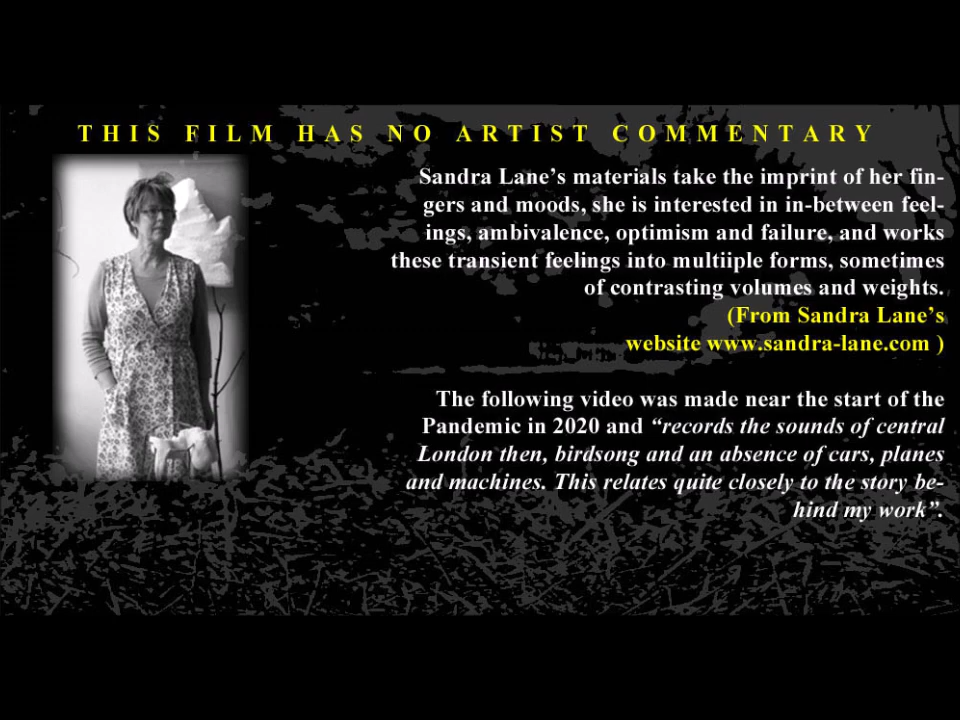 THIS FILM HAS NO ARTIST COMMENTARY
Sandra Lane’s materials take the imprint of her fin-
gers and moods, she is interested in in-between feel-
ings, ambivalence, optimism and failure, and works
these transient feelings into multiiple forms, sometimes
of contrasting volumes and weights.
(From Sandra Lane’s
website www.sandra-lane.com )
The following video was made near the start of the
Pandemic in 2020 and “records the sounds of central
London then, birdsong and an absence of cars, planes
and machines. This relates quite closely to the story be-
hind my work”.